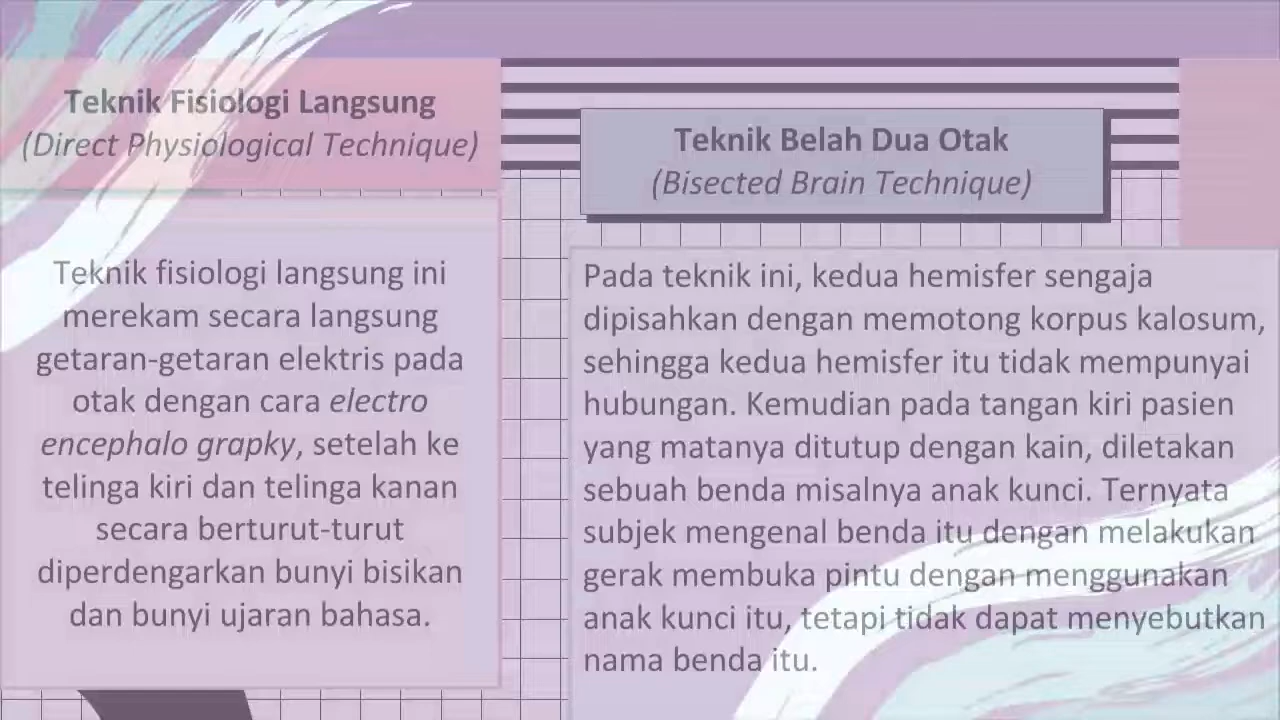 Teknik Fisiologi Langsung
(Direct Physiological Technique)
Teknik fisiologi langsung ini
merekam secara langsung
getaran-getaran elektris pada
otak dengan cara electro
encephalo grapky, setelah ke
telinga kiri dan telinga kanan
secara berturut-turut
diperdengarkan bunyi bisikan
dan bunyi ujaran bahasa.
Teknik Belah Dua Otak
(Bisected Brain Technique)
Pada teknik ini, kedua hemisfer sengaja
dipisahkan dengan memotong korpus kalosum,
sehingga kedua hemisfer itu tidak mempunyai
hubungan. Kemudian pada tangan kiri pasien
yang matanya ditutup dengan kain, diletakan
sebuah benda misalnya anak kunci. Ternyata
subjek mengenal benda itu dengan melakukan
gerak membuka pintu dengan menggunakan
anak kunci itu, tetapi tidak dapat menyebutkan
nama benda itu.